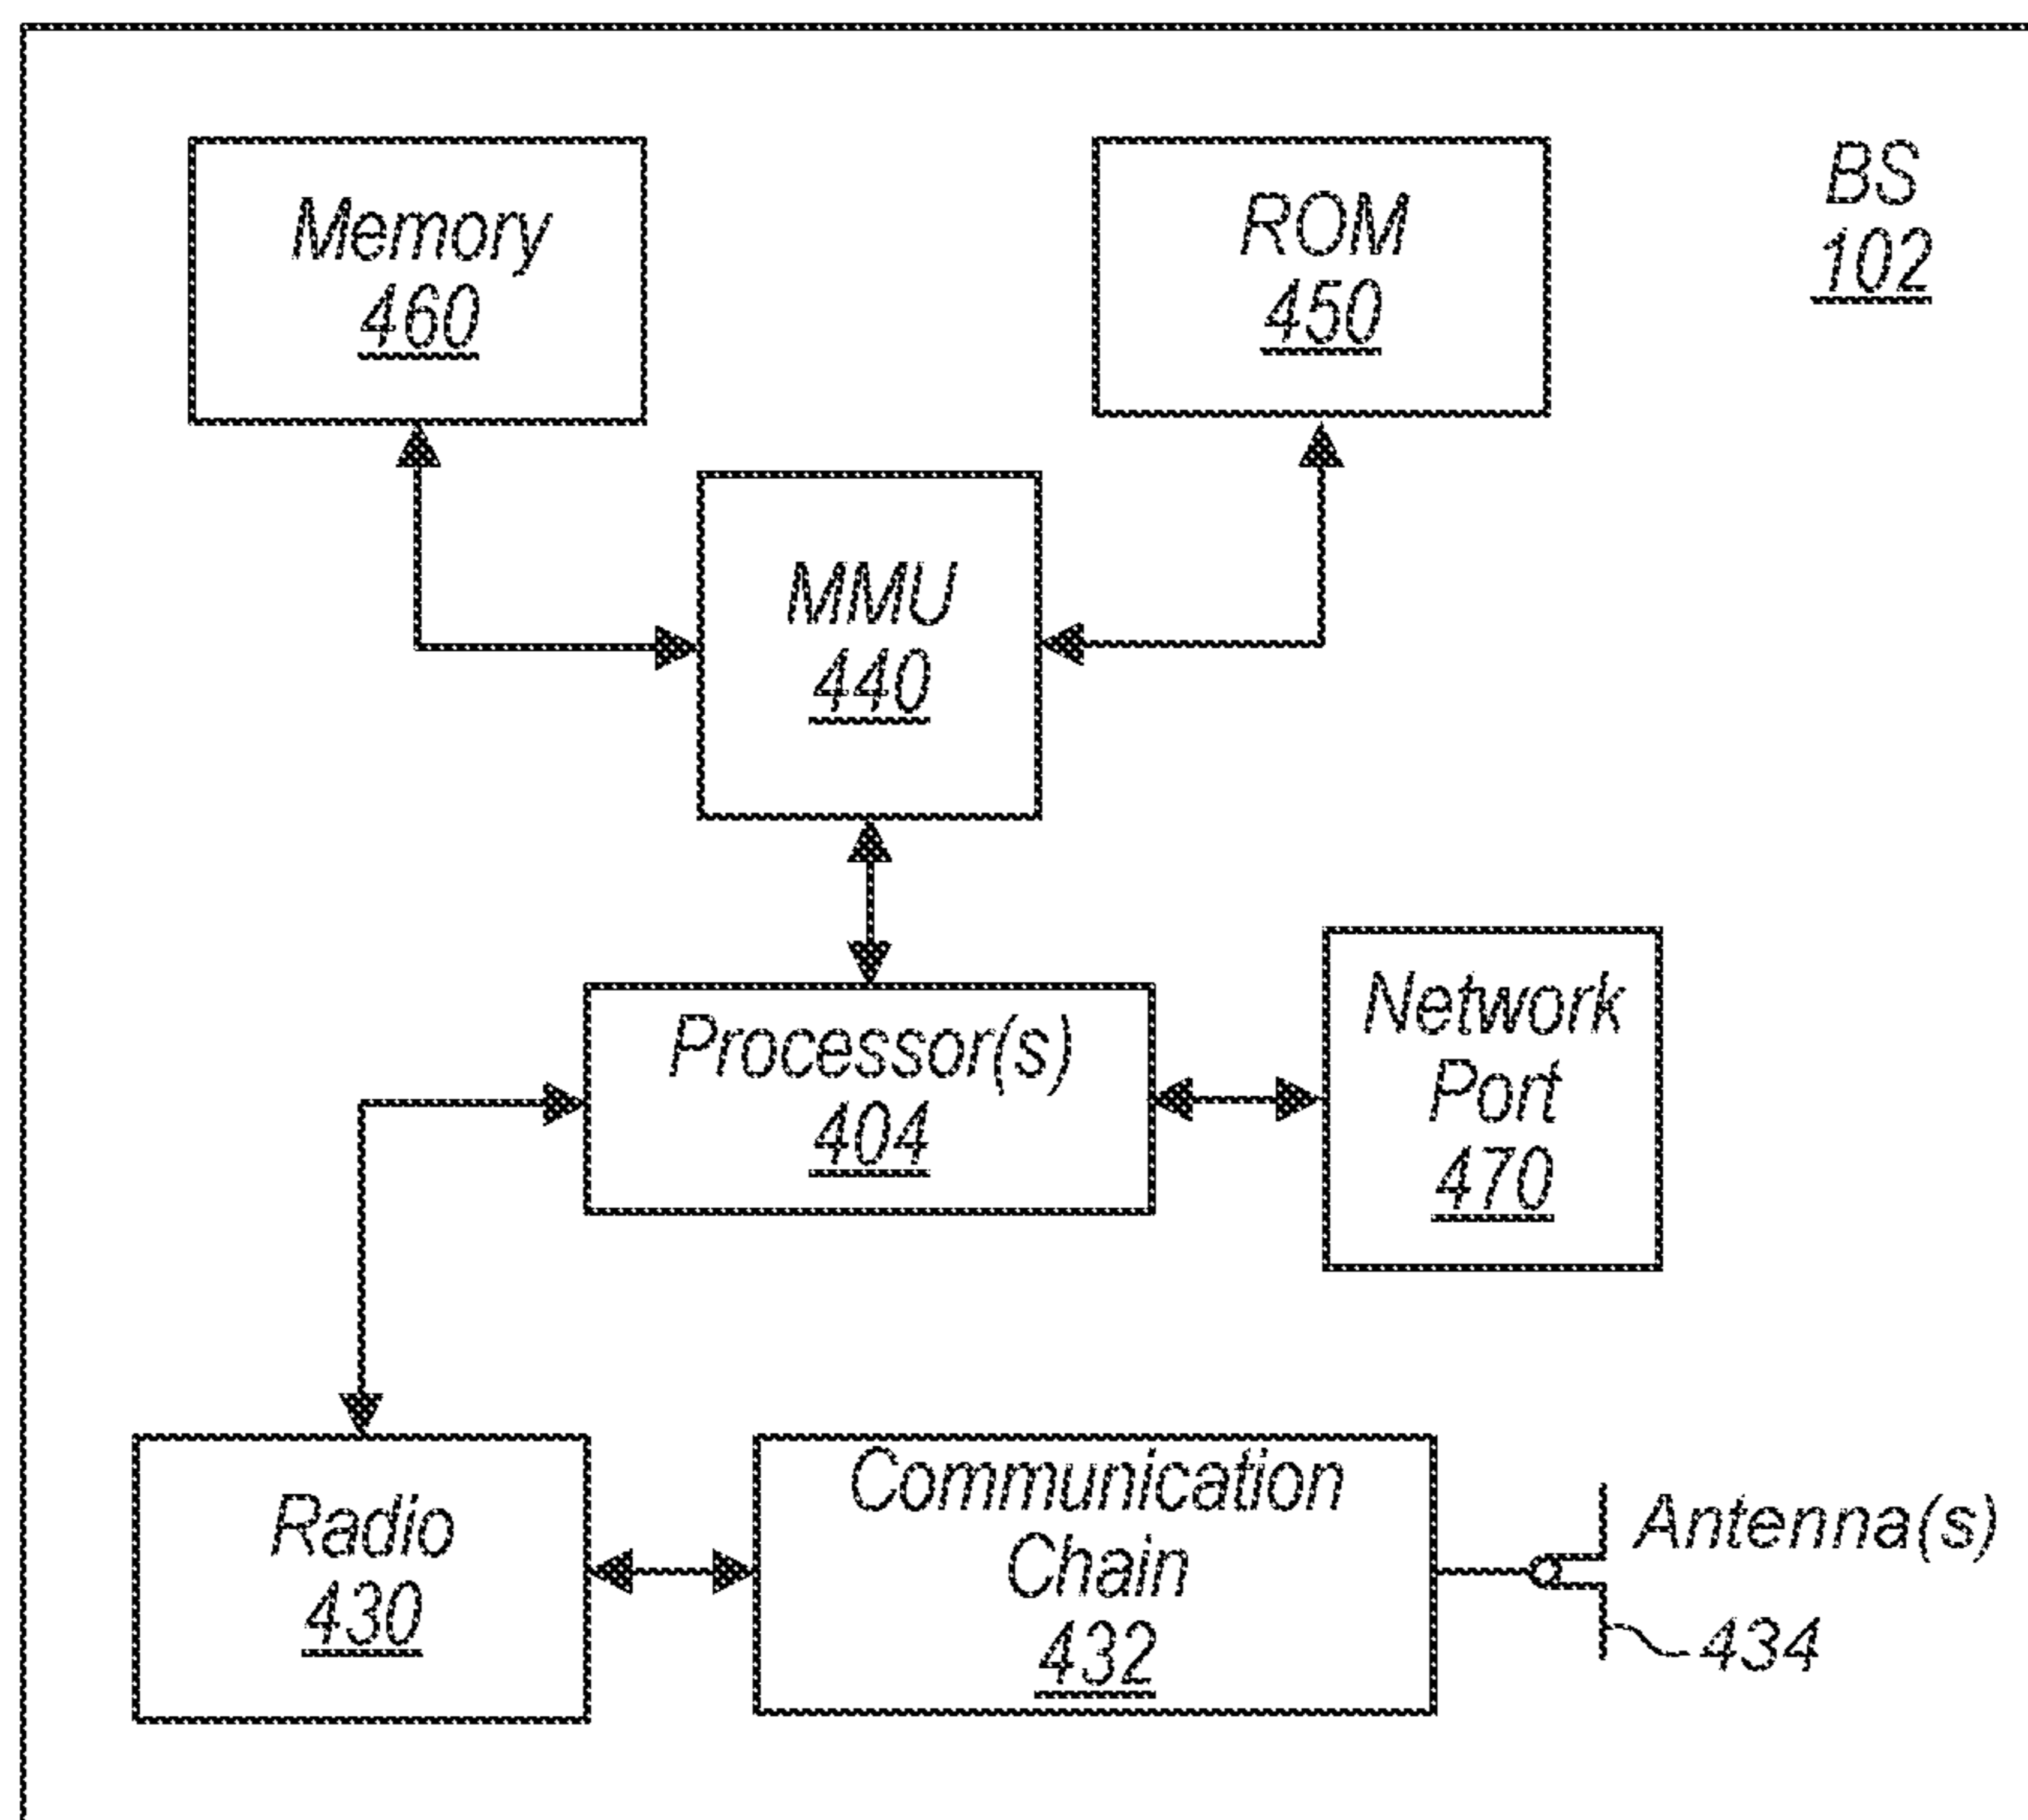 Memory
460
ROM
450
BS
102
MMU
440
Processor(s)
404
Network
Port
470
Radio
430
Communication
Chain
432
Antenna(s)
434